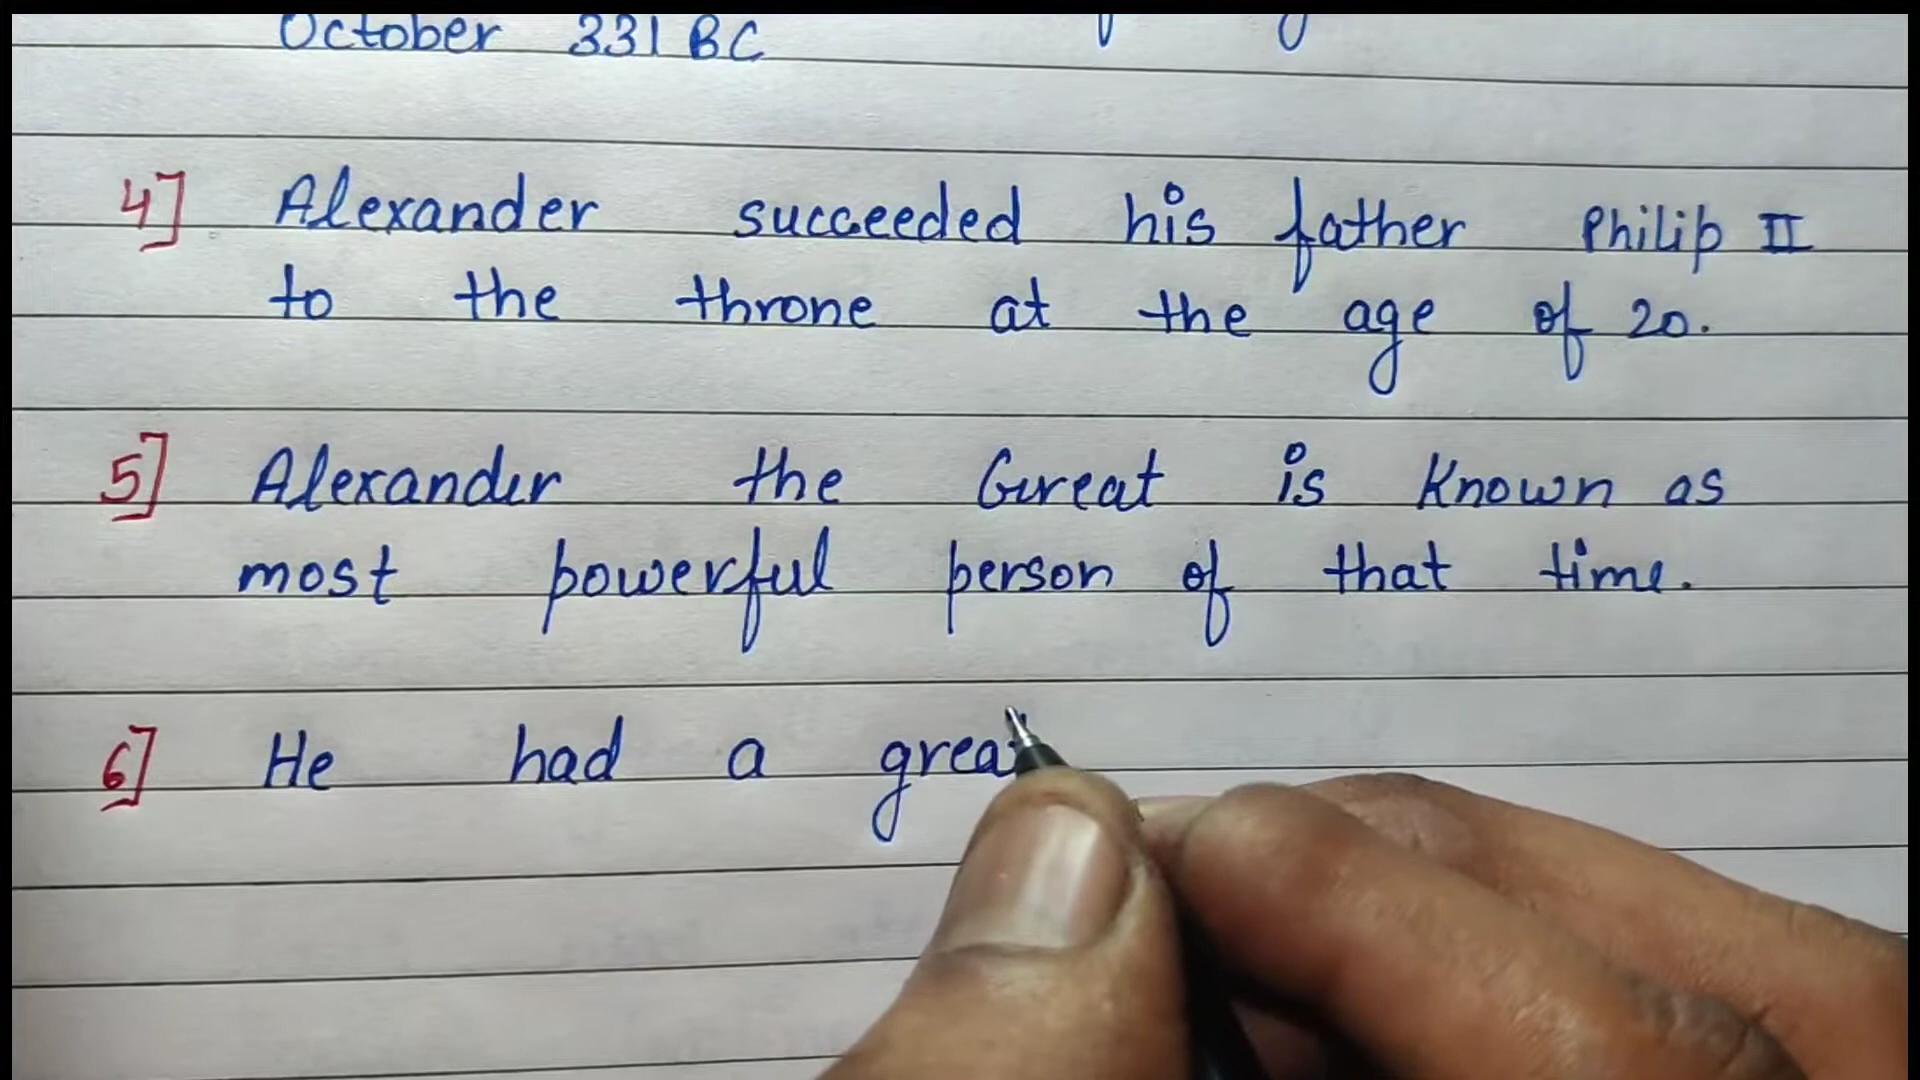 October 331 BC
4] Alexander succeeded his father Philip II
to the throne at the age of 20.
5] Alexander the Great is Known as
most powerful person of that time.
6] He had a grea